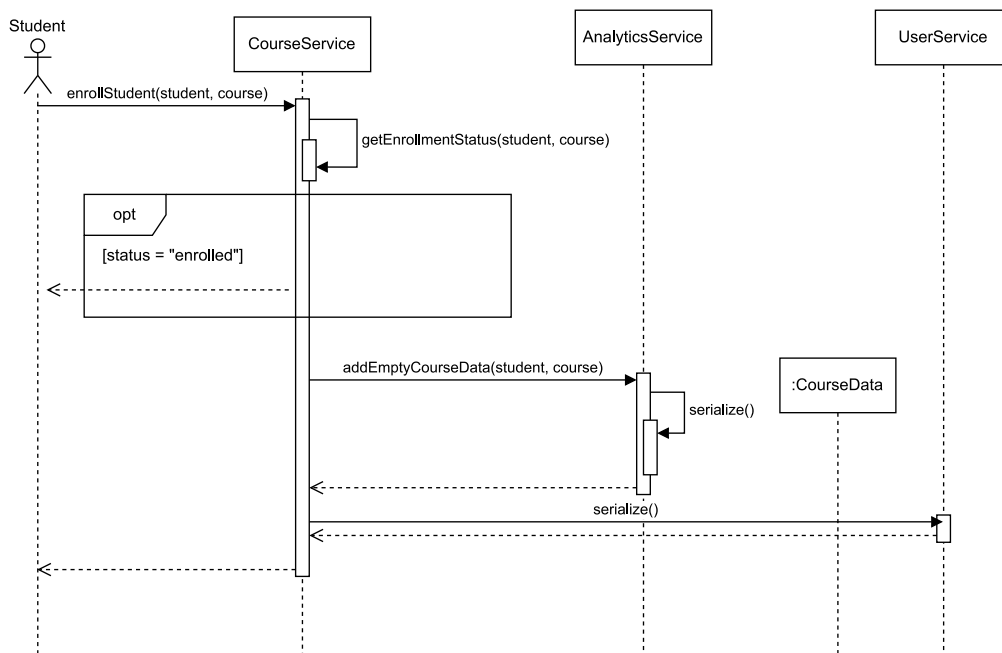 Student
CourseService
AnalyticsService
UserService
enrollStudent(student, course)
getEnrollmentStatus(student, course)
opt
[status = "enrolled"]
addEmptyCourseData(student, course)
:CourseData
serialize()
serialize()